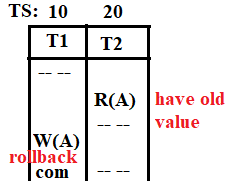 TS: 10 20
T1 T2
-- --
R(A) have old
-- -- value
W(A)
rollback
com -- --